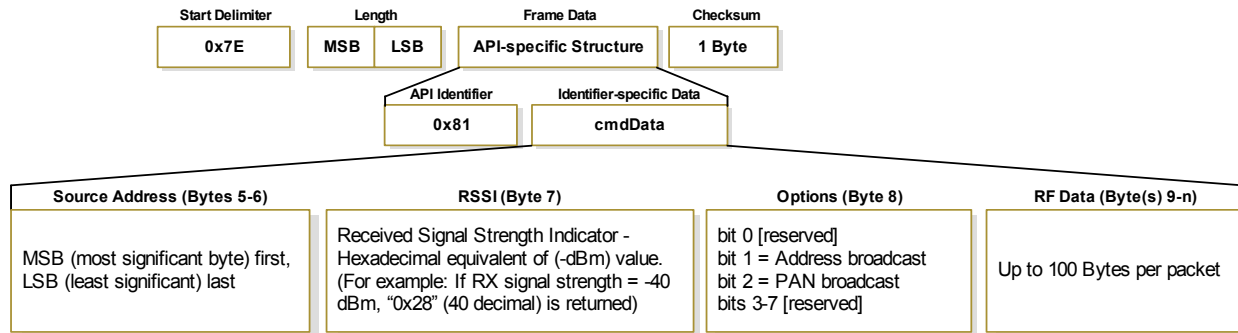 Start Delimiter
Length
Frame Data
Checksum
0x7E
MSB
LSB
API-specific Structure
1 Byte
API Identifier
Identifier-specific Data
0x81
cmdData
Source Address (Bytes 5-6)
MSB (most significant byte) first,
LSB (least significant) last
RSSI (Byte 7)
Received Signal Strength Indicator -
Hexadecimal equivalent of (-dBm) value.
(For example: If RX signal strength = -40
dBm, “0x28” (40 decimal) is returned)
Options (Byte 8)
bit 0 [reserved]
bit 1 = Address broadcast
bit 2 = PAN broadcast
bits 3-7 [reserved]
RF Data (Byte(s) 9-n)
Up to 100 Bytes per packet